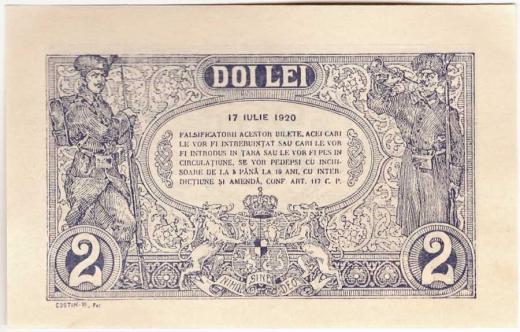 DOI LEI
17 IULIE 1920
FALSIFICATORII ACESTOR BILETE, ACEI CARI
LE VOR FI INTREBUINȚAT SAU CARI LE VOR
FI INTRODUS IN ȚARA SAU LE VOR FI PUS IN
CIRCULAȚIUNE, SE VOR PEDEPSI CU INCHI-
SOARE DE LA 5 PÂNĂ LA 10 ANI, CU INTER-
DICȚIUNE ȘI AMENDĂ, CONF. ART. 117 C. P.
2
2
NIHIL SINE DEO
COSTIN-P., Fec